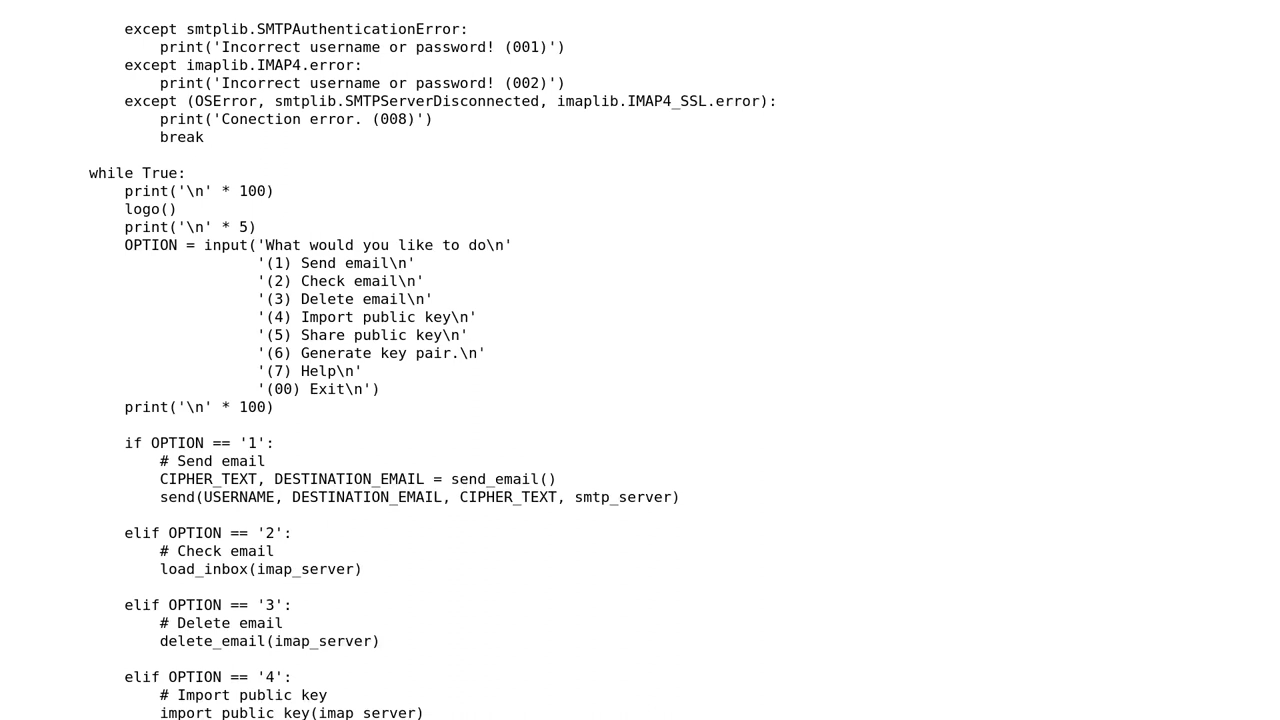 except smtplib.SMTPAuthenticationError:
        print('Incorrect username or password! (001)')
    except imaplib.IMAP4.error:
        print('Incorrect username or password! (002)')
    except (OSError, smtplib.SMTPServerDisconnected, imaplib.IMAP4_SSL.error):
        print('Conection error. (008)')
        break

while True:
    print('\n' * 100)
    logo()
    print('\n' * 5)
    OPTION = input('What would you like to do\n'
                   '(1) Send email\n'
                   '(2) Check email\n'
                   '(3) Delete email\n'
                   '(4) Import public key\n'
                   '(5) Share public key\n'
                   '(6) Generate key pair.\n'
                   '(7) Help\n'
                   '(00) Exit\n')
    print('\n' * 100)

    if OPTION == '1':
        # Send email
        CIPHER_TEXT, DESTINATION_EMAIL = send_email()
        send(USERNAME, DESTINATION_EMAIL, CIPHER_TEXT, smtp_server)

    elif OPTION == '2':
        # Check email
        load_inbox(imap_server)

    elif OPTION == '3':
        # Delete email
        delete_email(imap_server)

    elif OPTION == '4':
        # Import public key
        import_public_key(imap_server)